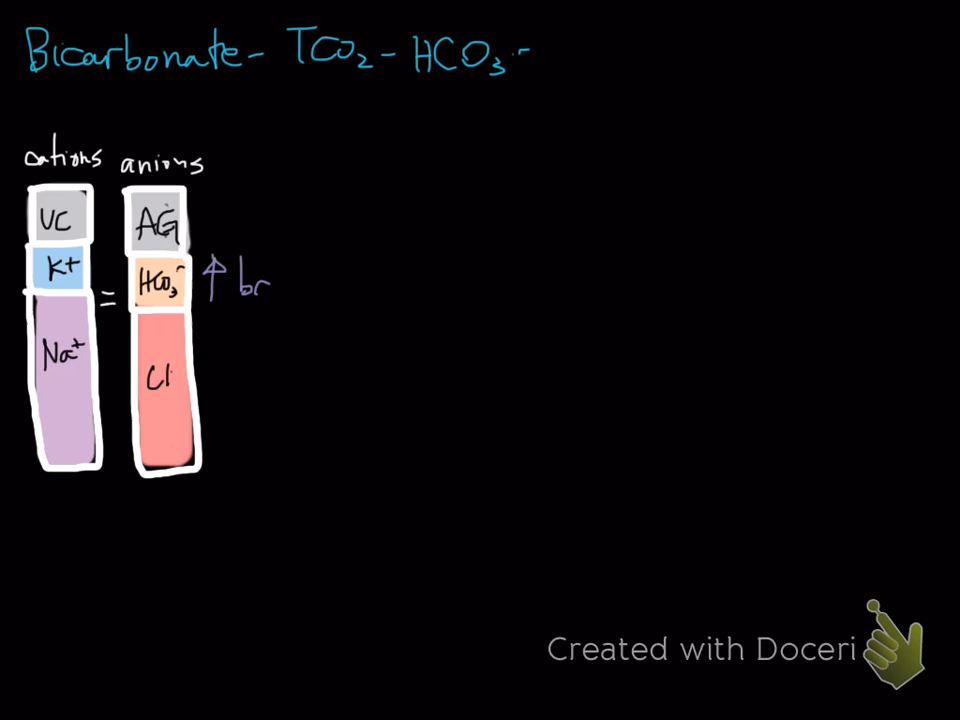 Bicarbonate - TCO₂ - HCO₃⁻
cations anions
UC AG
K+ HCO₃⁻ ↑ br
=
Na+ Cl
Created with Doceri